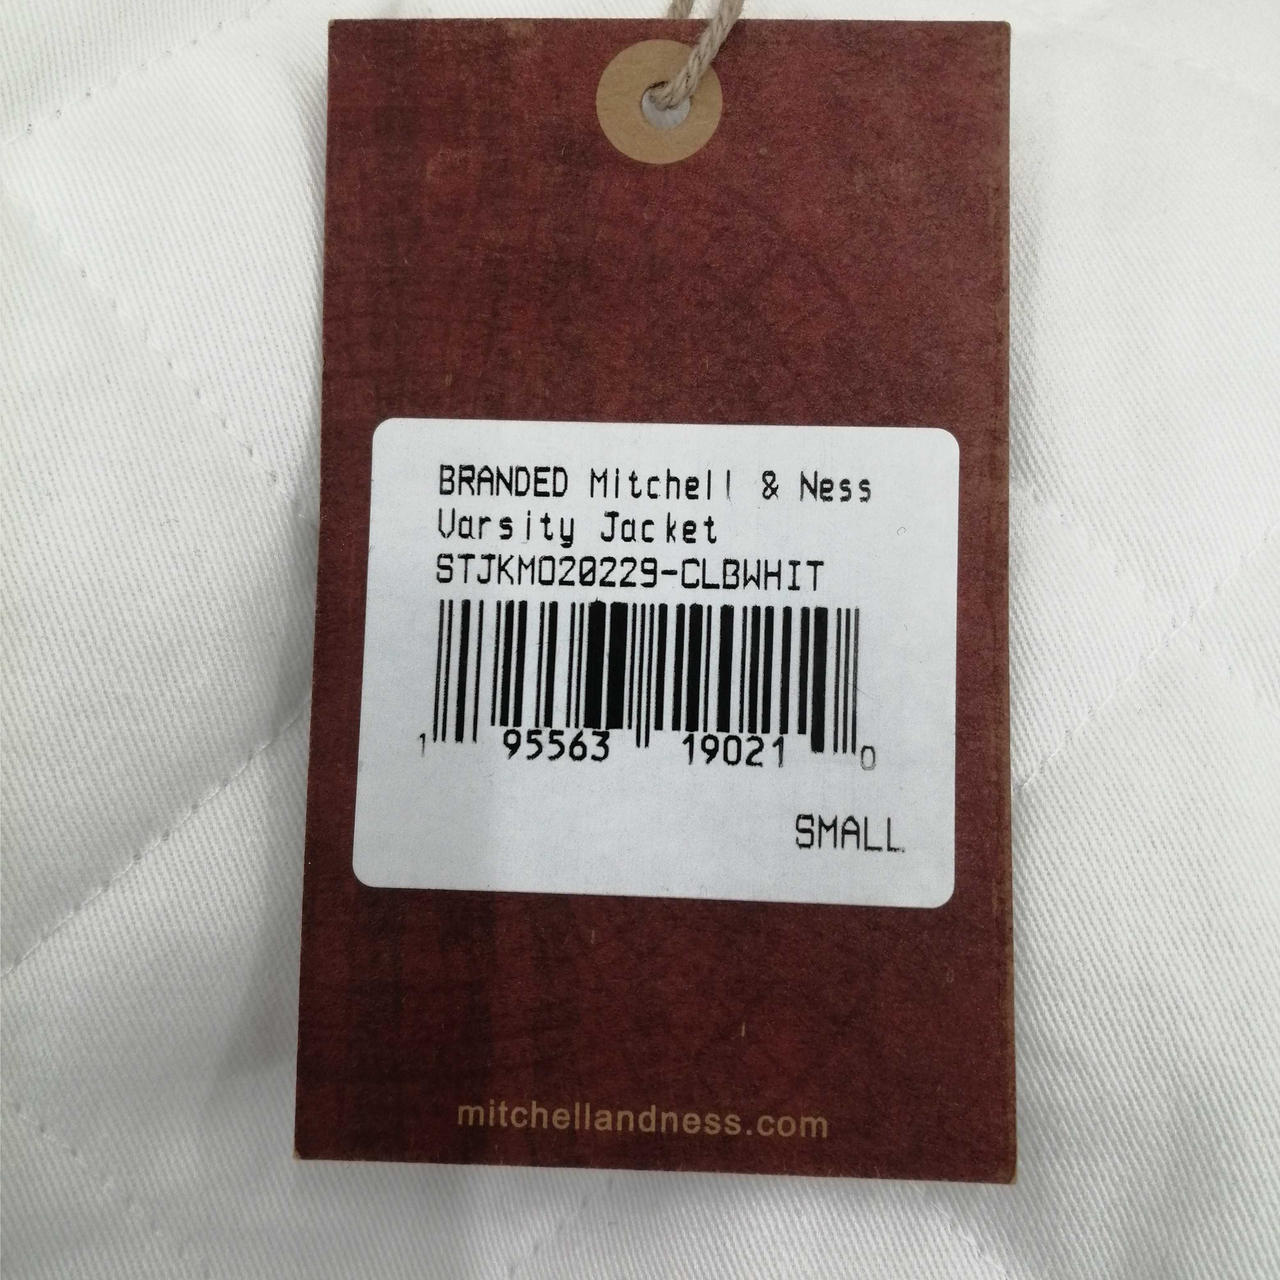 BRANDED Mitchell & Ness
Varsity Jacket
STJKMO20229-CLBWHIT
1 95563 19021 0
SMALL
mitchellandness.com